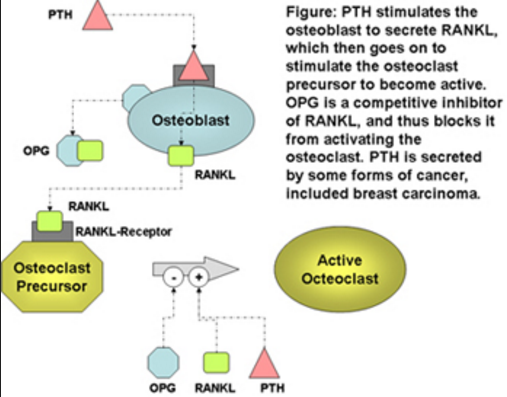 PTH
Figure: PTH stimulates the
osteoblast to secrete RANKL,
which then goes on to
stimulate the osteoclast
precursor to become active.
OPG is a competitive inhibitor
of RANKL, and thus blocks it
from activating the
osteoclast. PTH is secreted
by some forms of cancer,
included breast carcinoma.
Osteoblast
OPG
RANKL
RANKL
RANKL-Receptor
Osteoclast
Precursor
- +
Active
Octeoclast
OPG RANKL PTH